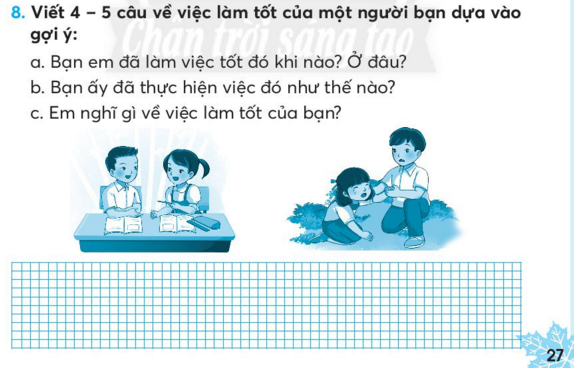 8. Viết 4 – 5 câu về việc làm tốt của một người bạn dựa vào
gợi ý:
Chân trời sáng tạo
a. Bạn em đã làm việc tốt đó khi nào? Ở đâu?
b. Bạn ấy đã thực hiện việc đó như thế nào?
c. Em nghĩ gì về việc làm tốt của bạn?
27